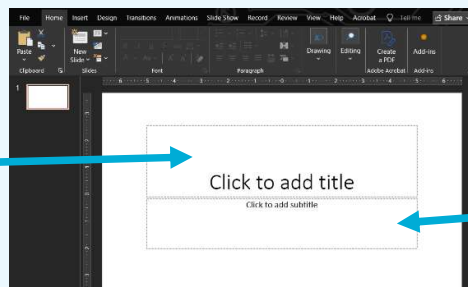 File Home Insert Design Transitions Animations Slide Show Record Review View Help Acrobat Tell me Share
Paste New Slide Drawing Editing Create a PDF Add-ins
Clipboard Slides Font Paragraph Adobe Acrobat Add-ins
1
Click to add title
Click to add subtitle